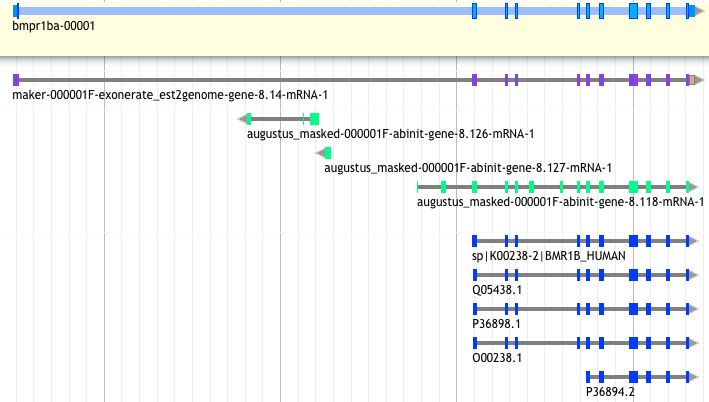 bmpr1ba-00001
maker-000001F-exonerate_est2genome-gene-8.14-mRNA-1
augustus_masked-000001F-abinit-gene-8.126-mRNA-1
augustus_masked-000001F-abinit-gene-8.127-mRNA-1
augustus_masked-000001F-abinit-gene-8.118-mRNA-1
sp|K00238-2|BMR1B_HUMAN
Q05438.1
P36898.1
O00238.1
P36894.2